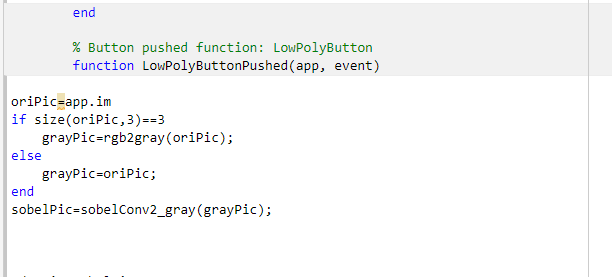 end
% Button pushed function: LowPolyButton
function LowPolyButtonPushed(app, event)
oriPic=app.im
if size(oriPic,3)==3
grayPic=rgb2gray(oriPic);
else
grayPic=oriPic;
end
sobelPic=sobelConv2_gray(grayPic);